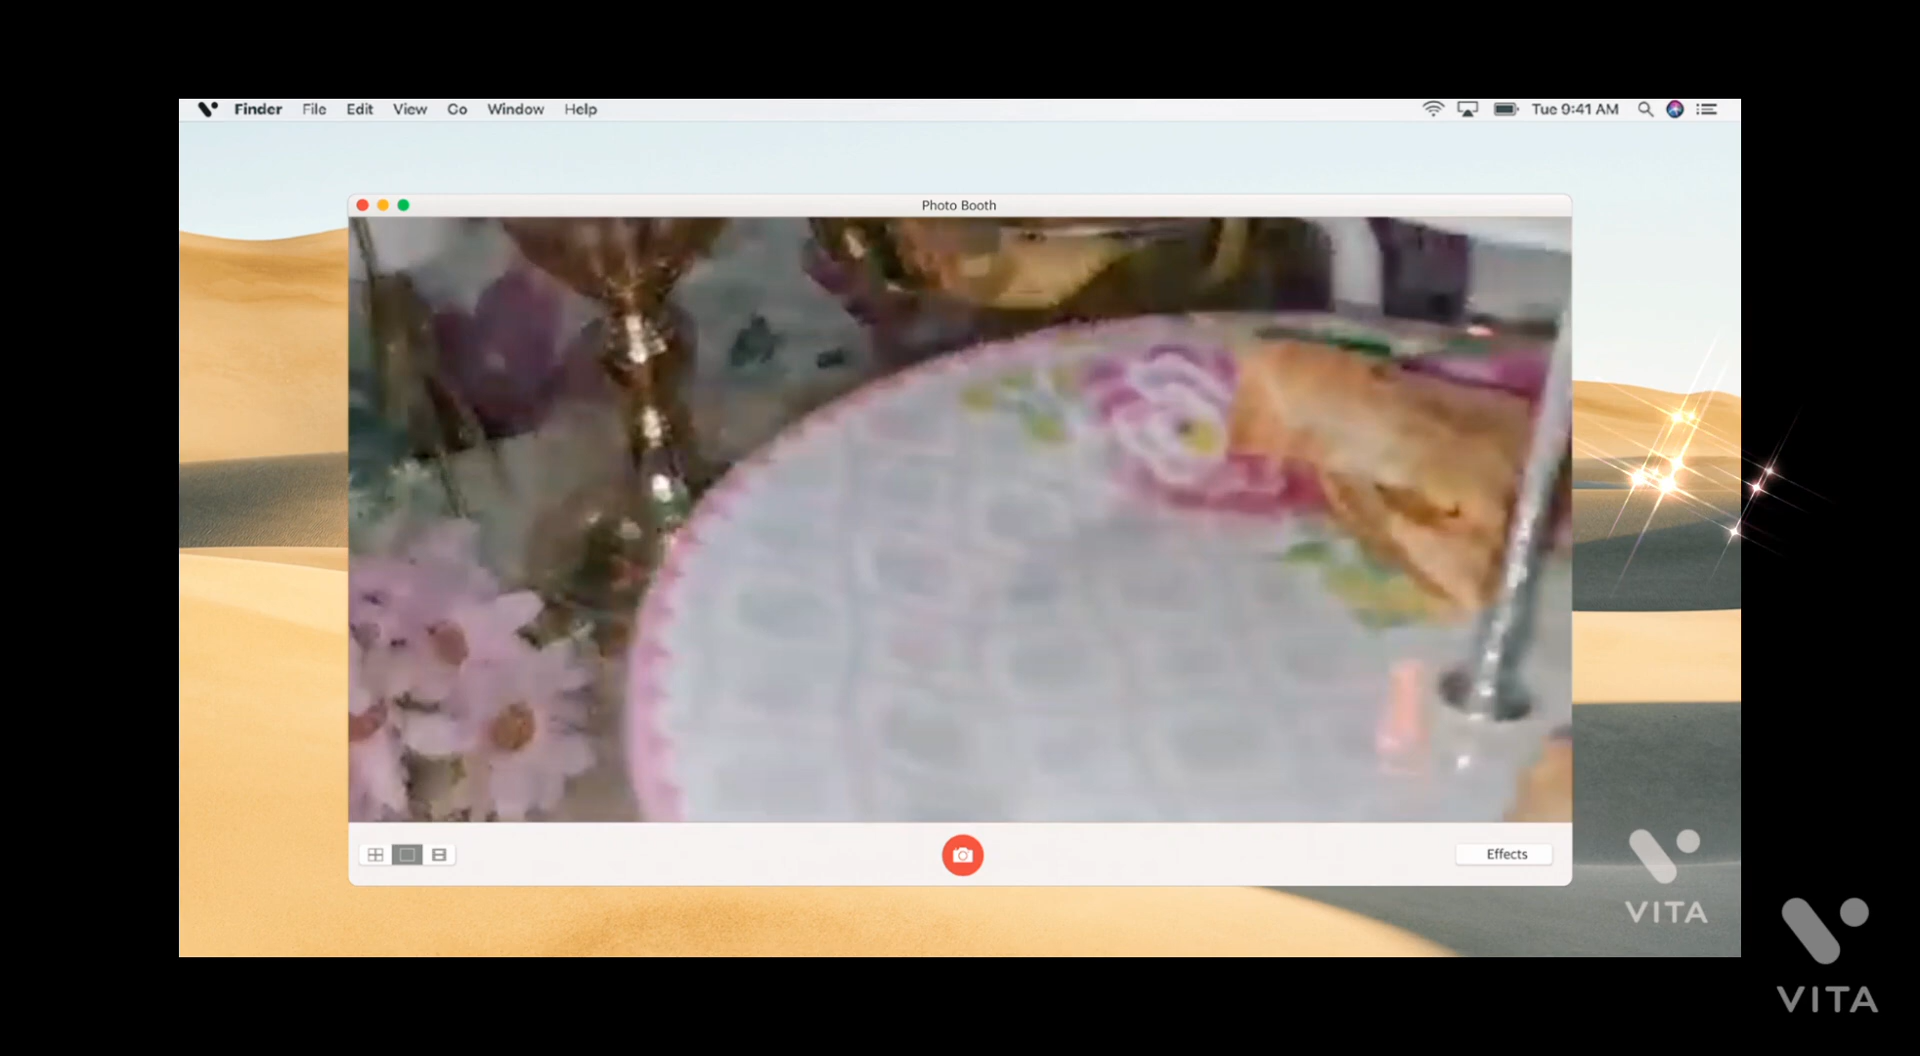 Finder File Edit View Go Window Help Tue 9:41 AM
Photo Booth
Effects
VITA
VITA